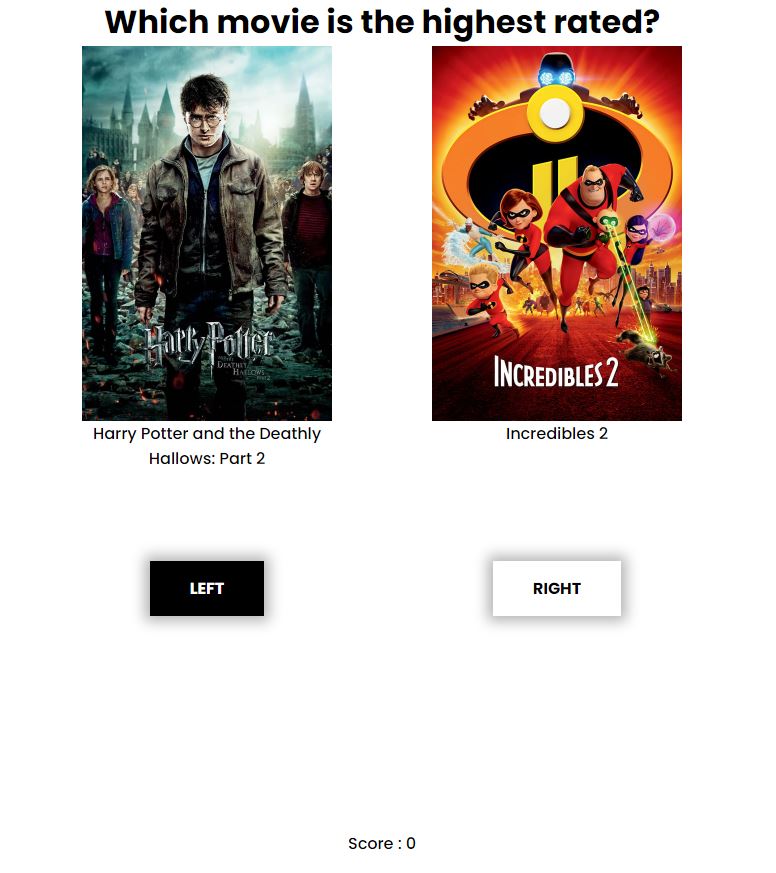 Which movie is the highest rated?
Harry Potter
AND THE
DEATHLY
HALLOWS
PART 2
INCREDIBLES 2
Harry Potter and the Deathly
Hallows: Part 2
Incredibles 2
LEFT
RIGHT
Score : 0